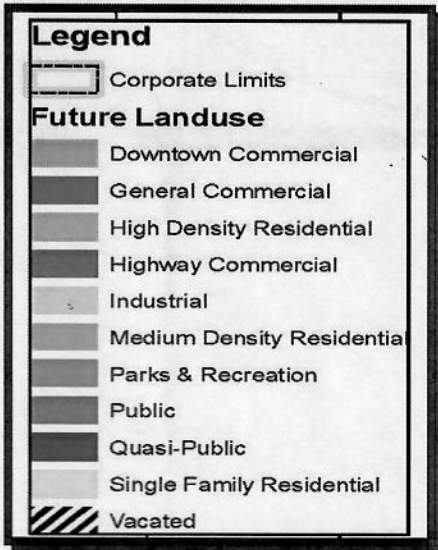 Legend
Corporate Limits
Future Landuse
Downtown Commercial
General Commercial
High Density Residential
Highway Commercial
Industrial
Medium Density Residential
Parks & Recreation
Public
Quasi-Public
Single Family Residential
Vacated